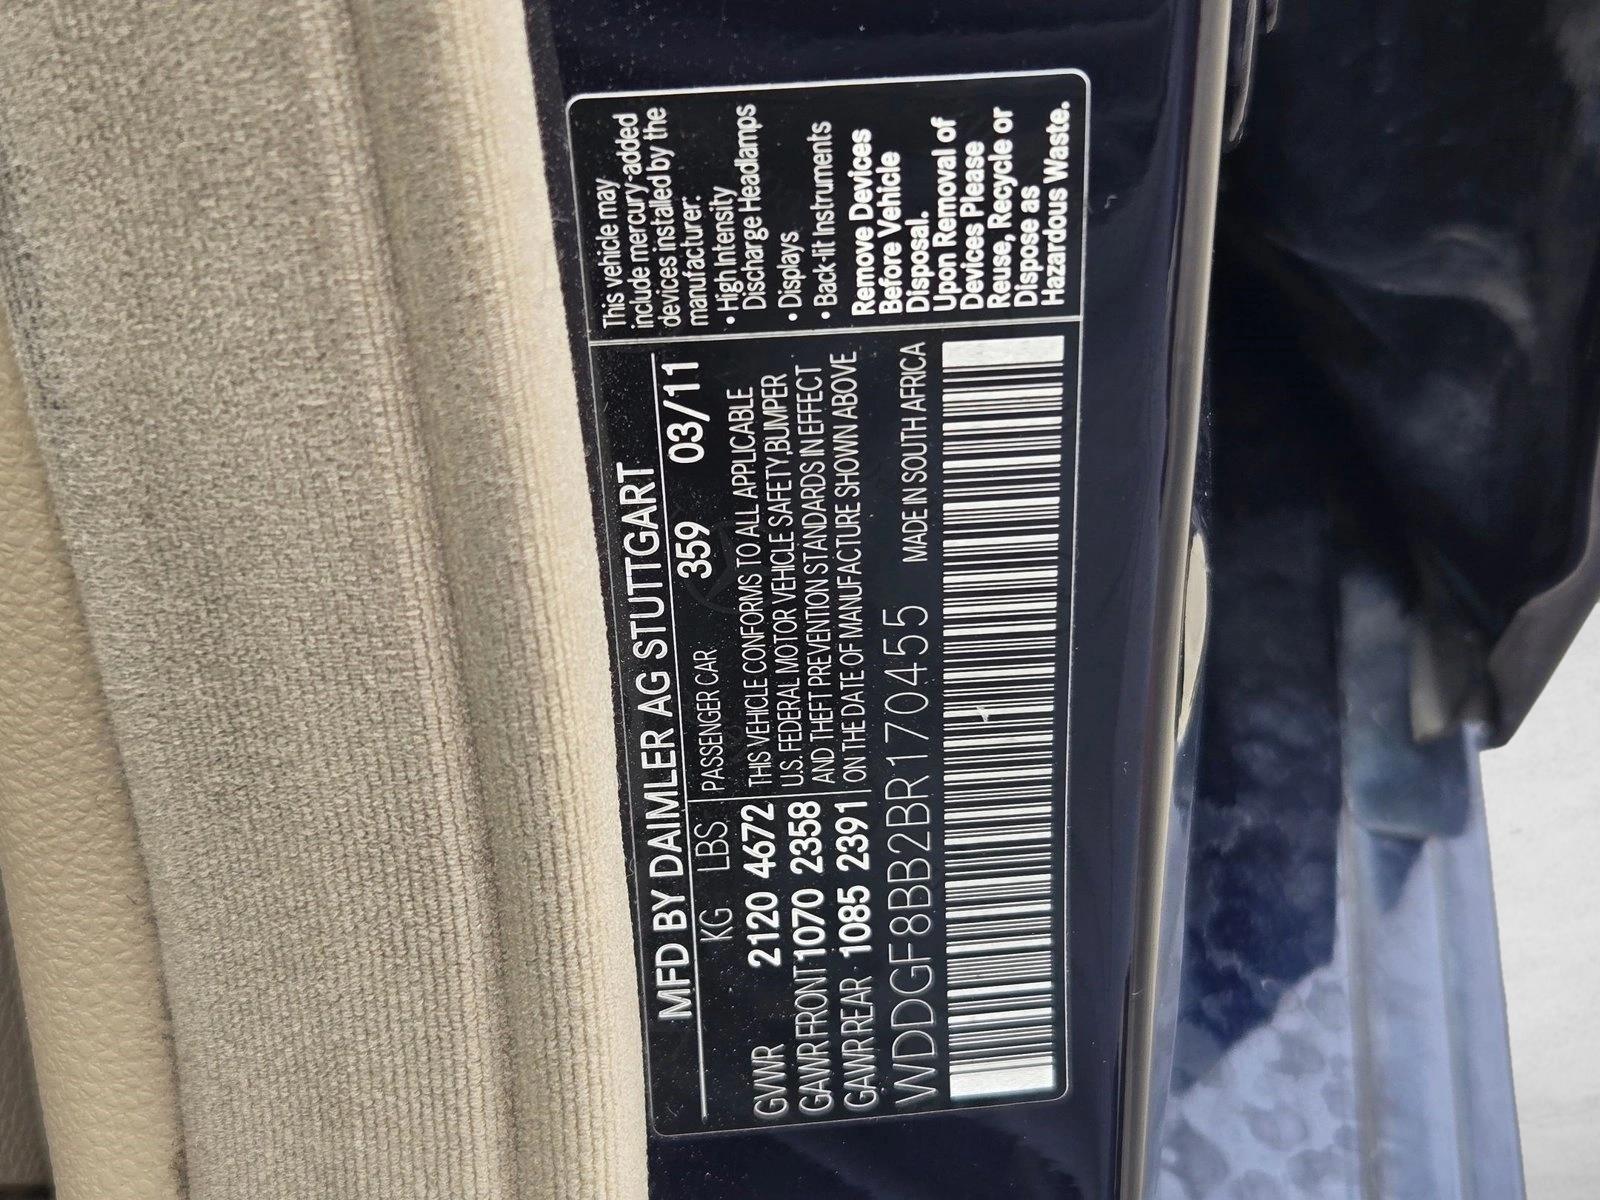 MFD BY DAIMLER AG STUTTGART
KG LBS PASSENGER CAR 359 03/11
GVWR 2120 4672 THIS VEHICLE CONFORMS TO ALL APPLICABLE
GAWR FRONT 1070 2358 U.S. FEDERAL MOTOR VEHICLE SAFETY,BUMPER
AND THEFT PREVENTION STANDARDS IN EFFECT
GAWR REAR 1085 2391 ON THE DATE OF MANUFACTURE SHOWN ABOVE
WDDGF8BB2BR170455 MADE IN SOUTH AFRICA
This vehicle may
include mercury-added
devices installed by the
manufacturer:
• High Intensity
Discharge Headlamps
• Displays
• Back-lit Instruments
Remove Devices
Before Vehicle
Disposal.
Upon Removal of
Devices Please
Reuse, Recycle or
Dispose as
Hazardous Waste.